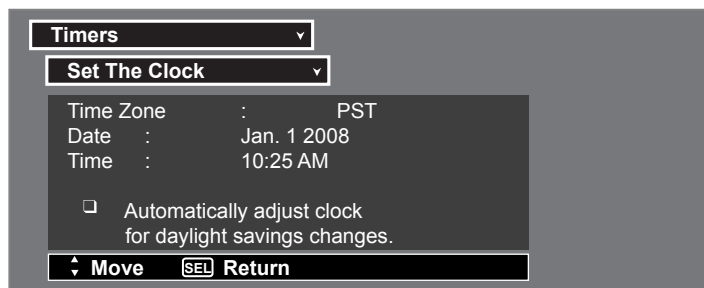 Timers
Set The Clock
Time Zone : PST
Date : Jan. 1 2008
Time : 10:25 AM
Automatically adjust clock
for daylight savings changes.
Move SEL Return